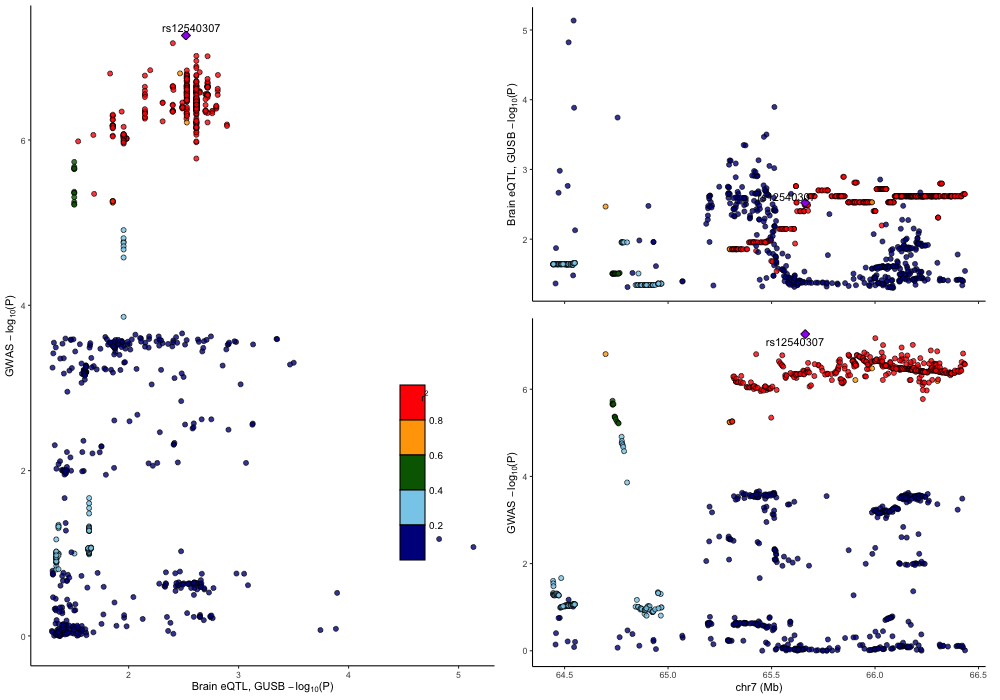 rs12540307
6
4
2
0
GWAS −log10(P)
2
3
4
5
Brain eQTL, GUSB −log10(P)
r2
0.8
0.6
0.4
0.2
5
4
3
2
Brain eQTL, GUSB −log10(P)
rs12540307
rs12540307
6
4
2
0
GWAS −log10(P)
64.5
65.0
65.5
66.0
66.5
chr7 (Mb)